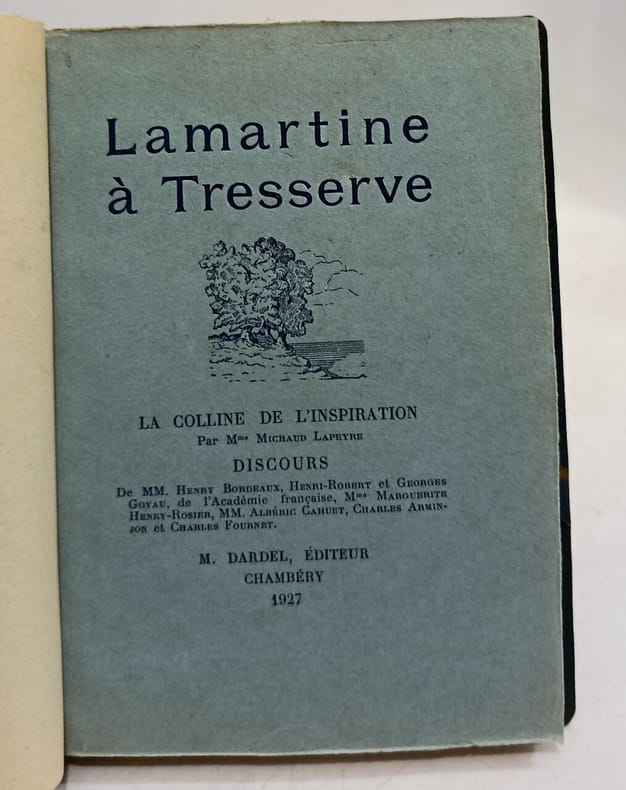 Lamartine
à Tresserve
LA COLLINE DE L'INSPIRATION
Par Mme MICHAUD LAPEYRE
DISCOURS
De MM. HENRY BORDEAUX, HENRI-ROBERT et GEORGES
GOYAU, de l'Académie française, Mme MARGUERITE
HENRY-ROSIER, MM. ALBÉRIC CAHUET, CHARLES ARMIN-
JON et CHARLES FOURNET.
M. DARDEL, ÉDITEUR
CHAMBÉRY
1927